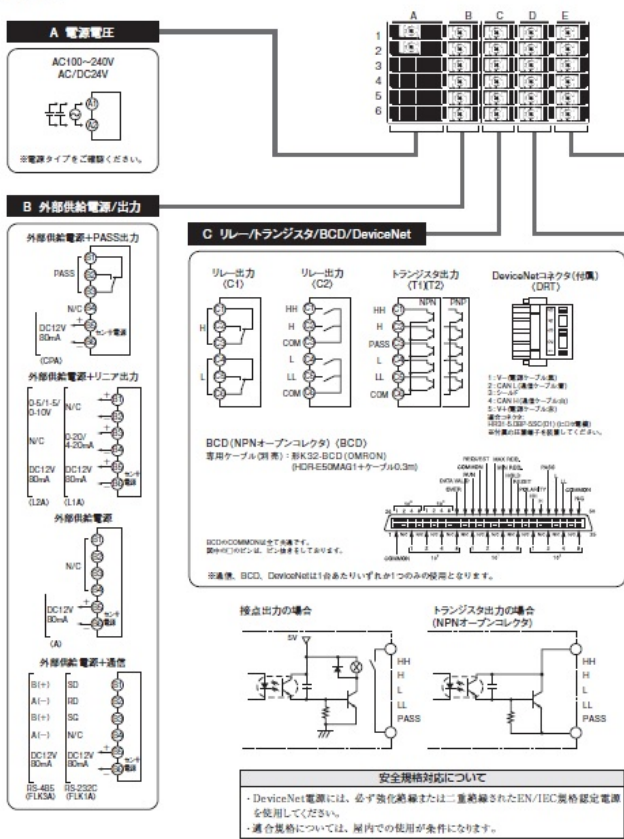 A B C D E
1
2
3
4
5
6
A 電源電圧
AC100～240V
AC/DC24V
A1
A2
※電源タイプをご確認ください。
B 外部供給電源/出力
外部供給電源+PASS出力
PASS
B1
B2
B3
N/C
B4
DC12V
80mA
B5
B6
センサ電源
(CPA)
外部供給電源+リニア出力
0-5/1-5/
0-10V
N/C
N/C
0-20/
4-20mA
DC12V
80mA
DC12V
80mA
センサ
電源
(L2A)
(L1A)
外部供給電源
N/C
DC12V
80mA
センサ
電源
(A)
外部供給電源+通信
B(+) SD
A(-) RD
B(+) SG
A(-) N/C
DC12V
80mA
DC12V
80mA
センサ
電源
RS-485
(FLK3A)
RS-232C
(FLK1A)
C リレー/トランジスタ/BCD/DeviceNet
リレー出力
(C1)
H
L
リレー出力
(C2)
HH
H
COM
L
LL
COM
トランジスタ出力
(T1)(T2)
NPN PNP
HH
H
PASS
L
LL
COM
DeviceNetコネクタ(付属)
(DRT)
BCD(NPNオープンコレクタ) (BCD)
専用ケーブル(別売)：形K32-BCD(OMRON)
(HDR-E50MAG1+ケーブル0.3m)
BCDのCOMMONは全て共通です。
※通信、BCD、DeviceNetは1台あたりいずれか1つのみの使用となります。
接点出力の場合
5V
HH
H
L
LL
PASS
トランジスタ出力の場合
(NPNオープンコレクタ)
HH
H
L
LL
PASS
安全規格対応について
・DeviceNet電源には、必ず強化絶縁または二重絶縁されたEN/IEC規格認定電源
を使用してください。
・適合規格については、屋内での使用が条件になります。